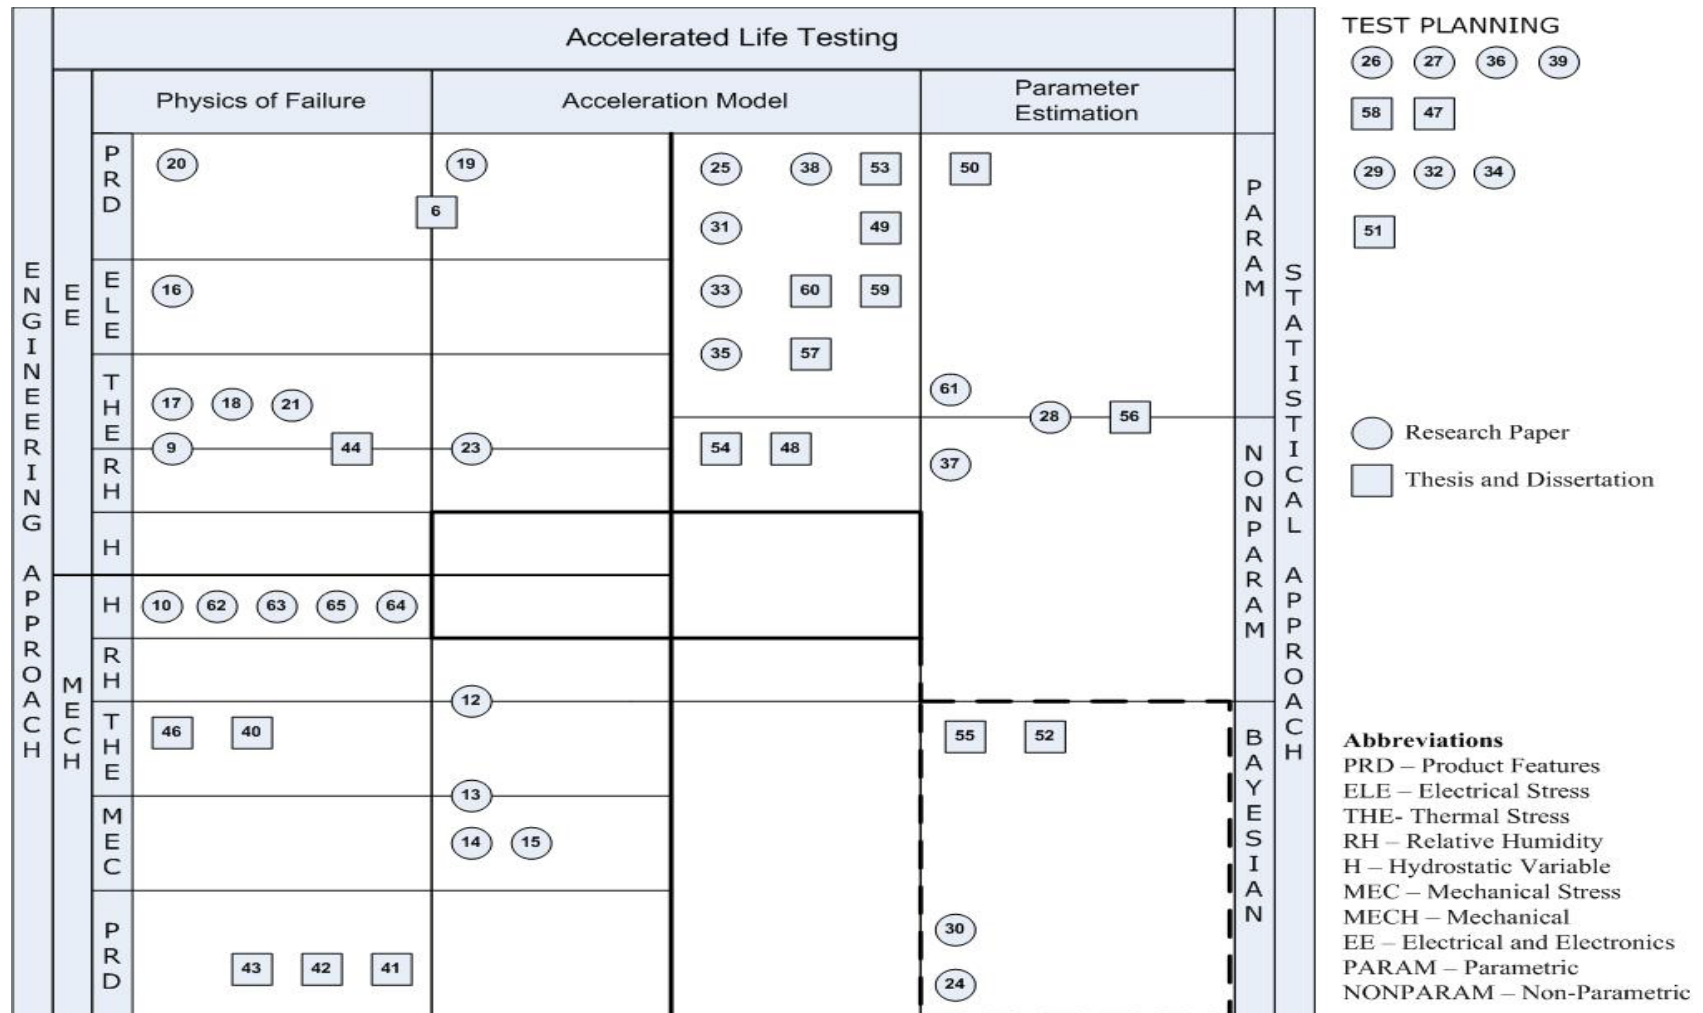 Accelerated Life Testing
Physics of Failure
Acceleration Model
Parameter
Estimation
ENGINEERING APPROACH
EE
MECH
PRD
20
19
6
25
38
53
50
31
49
ELE
16
33
60
59
35
57
THE
17
18
21
61
28
56
9
44
23
54
48
37
RH
H
H
10
62
63
65
64
RH
12
THE
46
40
55
52
13
MEC
14
15
PRD
30
43
42
41
24
PARAM
NONPARAM
BAYESIAN
STATISTICAL APPROACH
TEST PLANNING
26 27 36 39
58 47
29 32 34
51
Research Paper
Thesis and Dissertation
Abbreviations
PRD – Product Features
ELE – Electrical Stress
THE- Thermal Stress
RH – Relative Humidity
H – Hydrostatic Variable
MEC – Mechanical Stress
MECH – Mechanical
EE – Electrical and Electronics
PARAM – Parametric
NONPARAM – Non-Parametric